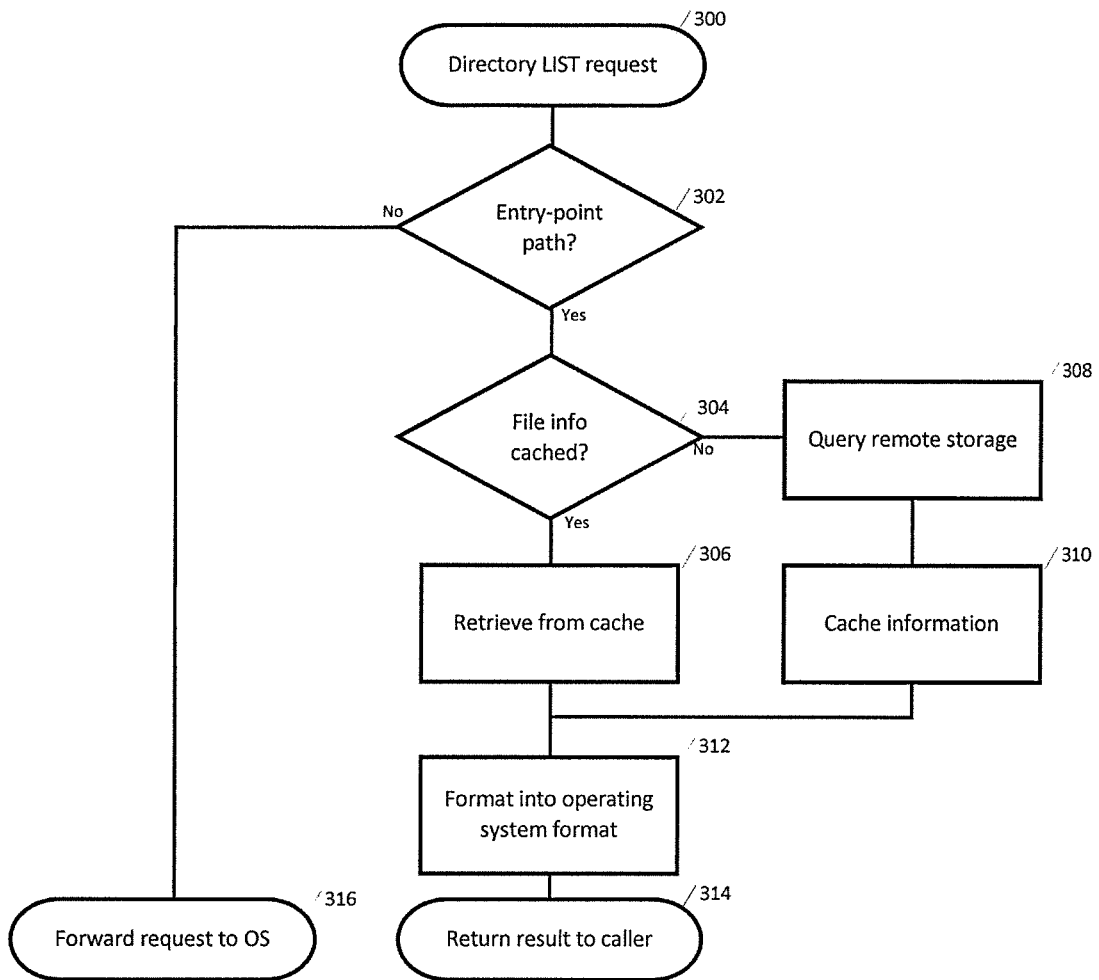 300
Directory LIST request
302
No
Entry-point
path?
Yes
308
304
File info
cached?
No
Query remote storage
Yes
306
310
Retrieve from cache
Cache information
312
Format into operating
system format
316
314
Forward request to OS
Return result to caller